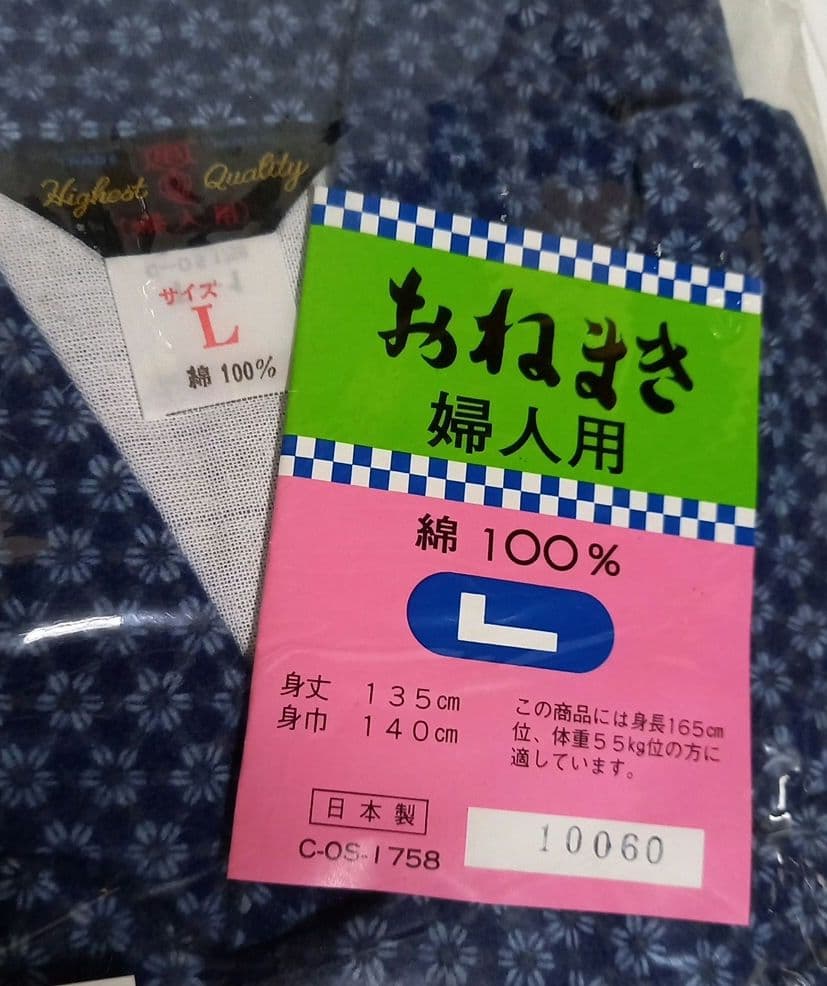 Highest Quality
(婦人用)
サイズ
L
綿 100%
おねまき
婦人用
綿 100%
L
身丈 135cm
身巾 140cm
この商品には身長165cm
位、体重55kg位の方に
適しています。
日本製
C-OS-1758
10060